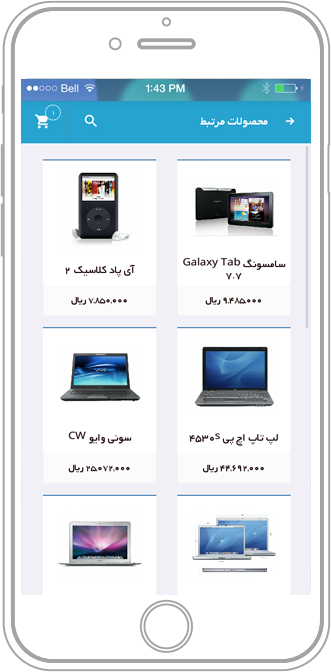 Bell 1:43 PM
محصولات مرتبط
۱
سامسونگ Galaxy Tab
۷.۷
۹،۴۸۵،۰۰۰ ریال
آی پاد کلاسیک ۲
۷،۸۵۰،۰۰۰ ریال
لپ تاپ اچ پی ۴۵۳۰S
۴۴،۶۹۲،۰۰۰ ریال
سونی وایو CW
۲۵،۰۷۲،۰۰۰ ریال